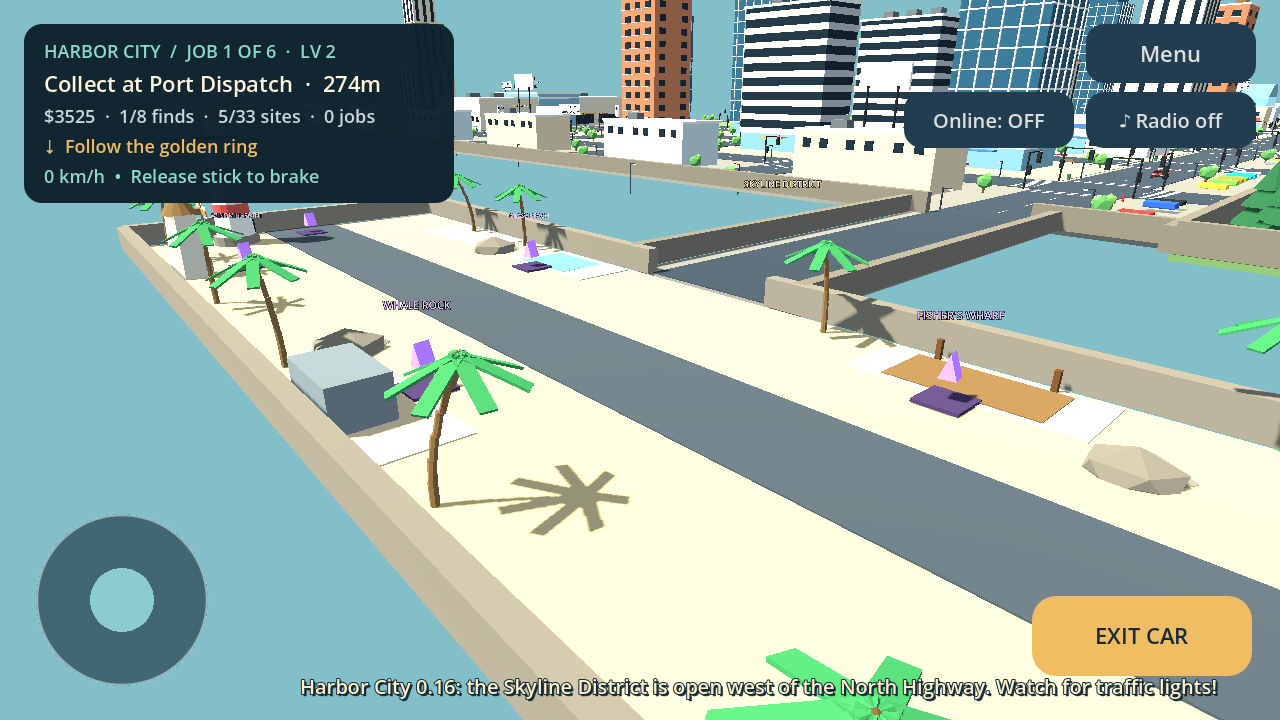 HARBOR CITY / JOB 1 OF 6 · LV 2
Collect at Port Dispatch · 274m
$3525 · 1/8 finds · 5/33 sites · 0 jobs
↓ Follow the golden ring
0 km/h • Release stick to brake
Menu
Online: OFF
♪ Radio off
SKYLINE DISTRICT
WHALE ROCK
FISHER'S WHARF
EXIT CAR
Harbor City 0.16: the Skyline District is open west of the North Highway. Watch for traffic lights!